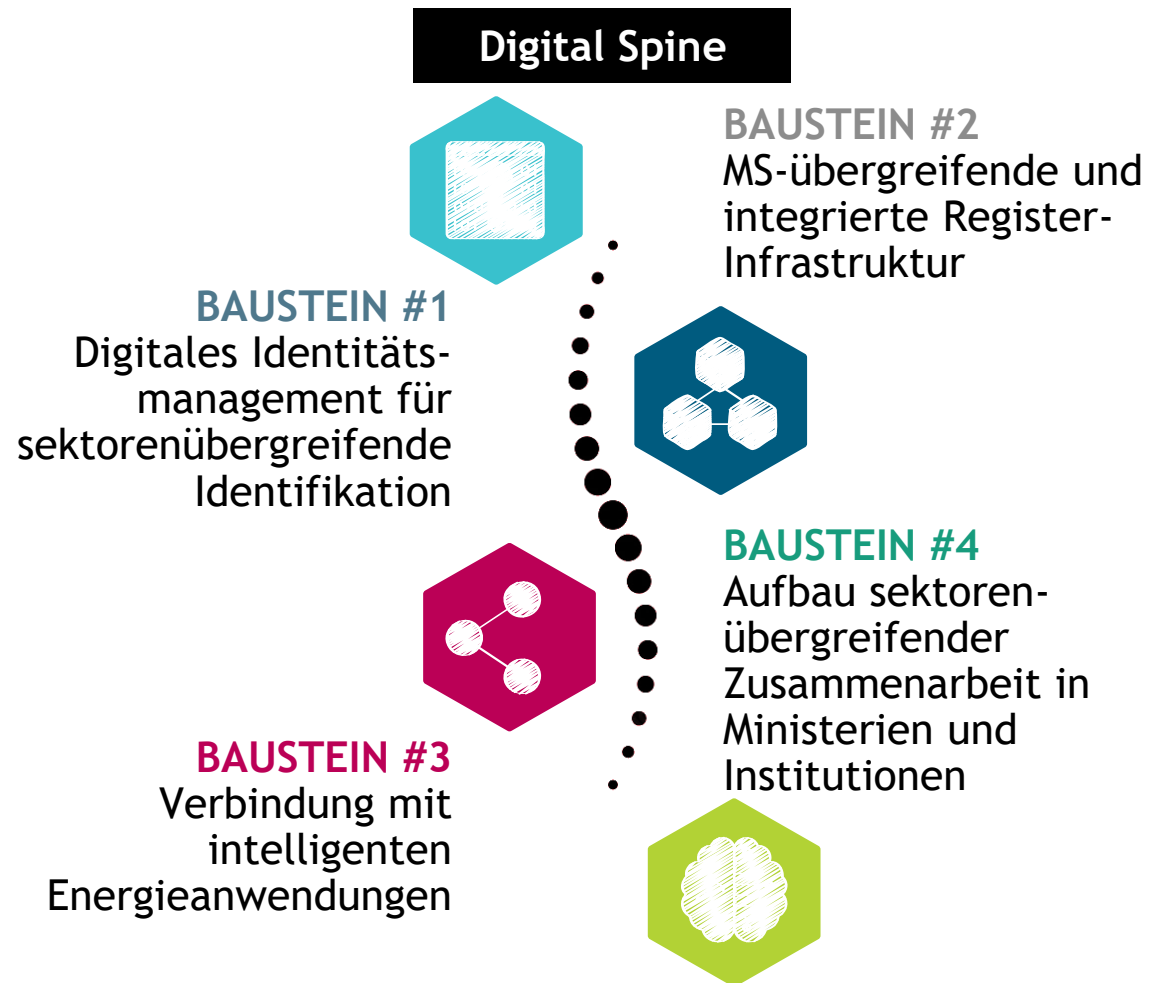 Digital Spine
BAUSTEIN #1
Digitales Identitäts-
management für
sektorenübergreifende
Identifikation
BAUSTEIN #2
MS-übergreifende und
integrierte Register-
Infrastruktur
BAUSTEIN #3
Verbindung mit
intelligenten
Energieanwendungen
BAUSTEIN #4
Aufbau sektoren-
übergreifender
Zusammenarbeit in
Ministerien und
Institutionen